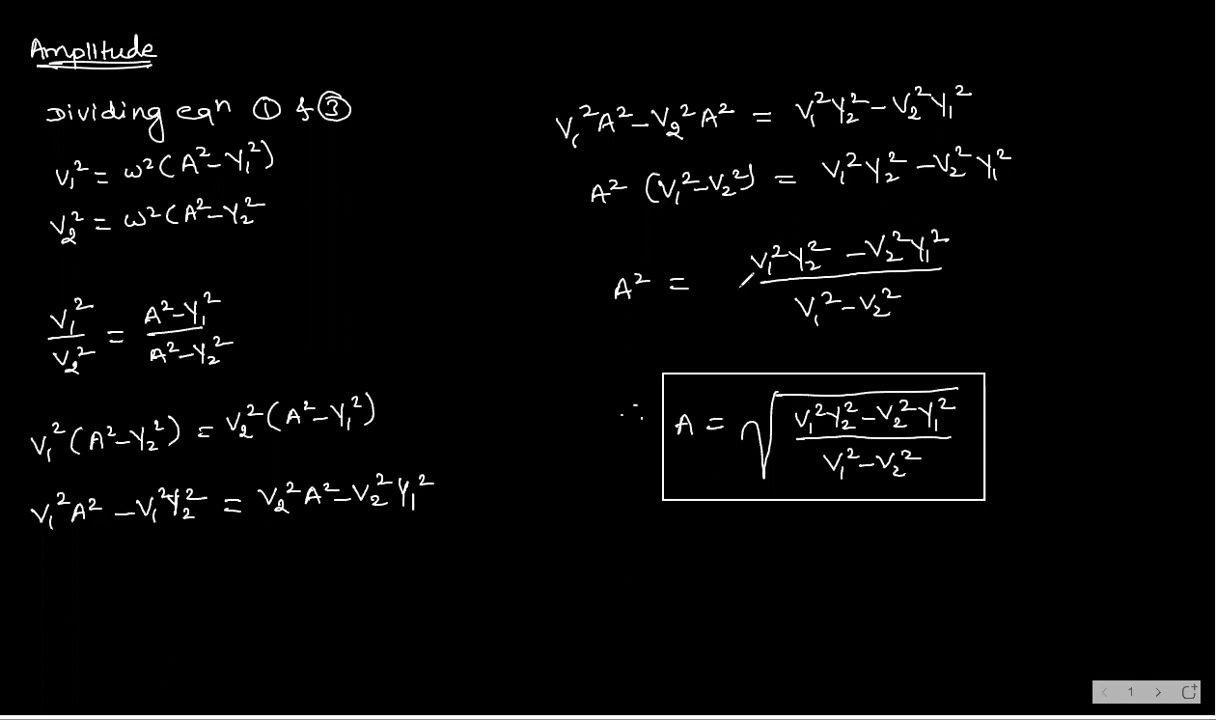 Amplitude
Dividing eqn ① & ③
V₁² = ω²(A²-Y₁²)
V₂² = ω²(A²-Y₂²
V₁²/V₂² = A²-Y₁²/A²-Y₂²
V₁²(A²-Y₂²) = V₂²(A²-Y₁²)
V₁²A² - V₁²Y₂² = V₂²A² - V₂²Y₁²
V₁²A² - V₂²A² = V₁²Y₂² - V₂²Y₁²
A² (V₁²-V₂²) = V₁²Y₂² - V₂²Y₁²
A² = V₁²Y₂² - V₂²Y₁²/V₁²-V₂²
∴ A = √V₁²Y₂² - V₂²Y₁²/V₁²-V₂²
1